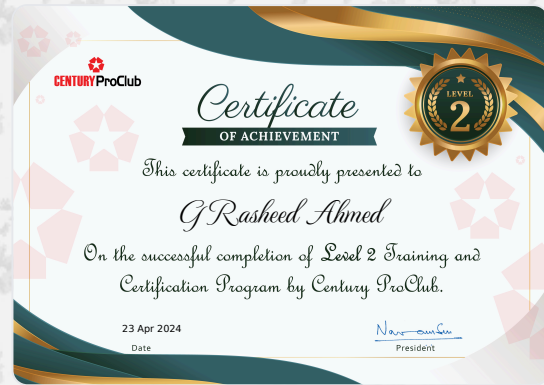 CENTURY ProClub
LEVEL
2
Certificate
OF ACHIEVEMENT
This certificate is proudly presented to
G Rasheed Ahmed
On the successful completion of Level 2 Training and
Certification Program by Century ProClub.
23 Apr 2024
Date
President